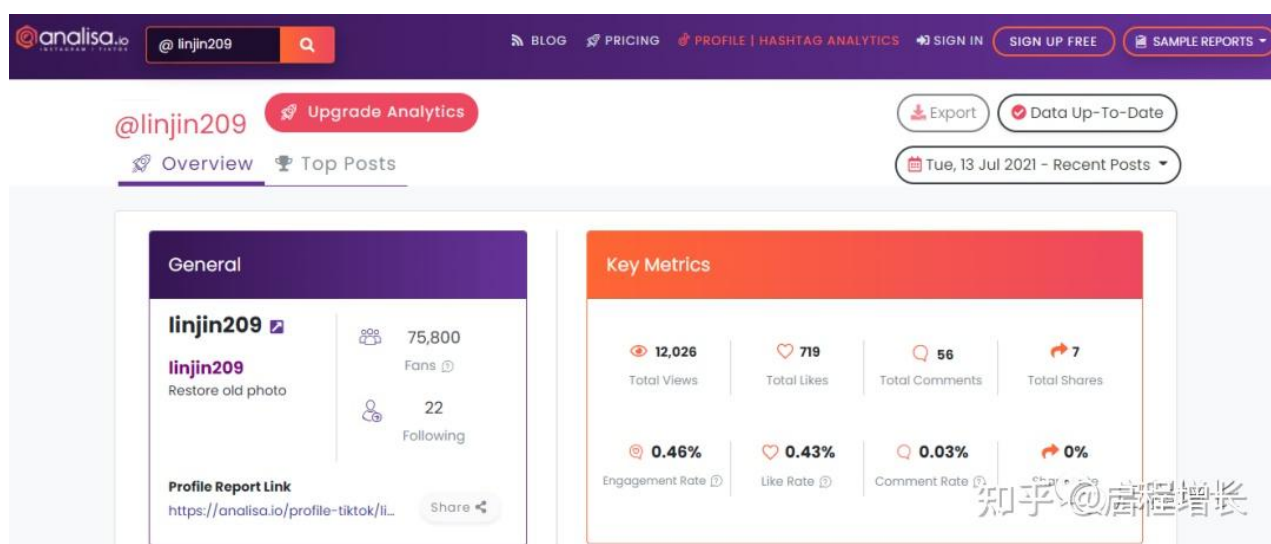 analisa.io
INSTAGRAM | TIKTOK
@ linjin209
BLOG
PRICING
PROFILE | HASHTAG ANALYTICS
SIGN IN
SIGN UP FREE
SAMPLE REPORTS
@linjin209
Upgrade Analytics
Export
Data Up-To-Date
Overview
Top Posts
Tue, 13 Jul 2021 - Recent Posts
General
linjin209
linjin209
Restore old photo
75,800
Fans
22
Following
Profile Report Link
https://analisa.io/profile-tiktok/li...
Share
Key Metrics
12,026
Total Views
719
Total Likes
56
Total Comments
7
Total Shares
0.46%
Engagement Rate
0.43%
Like Rate
0.03%
Comment Rate
0%
知乎 @启程增长